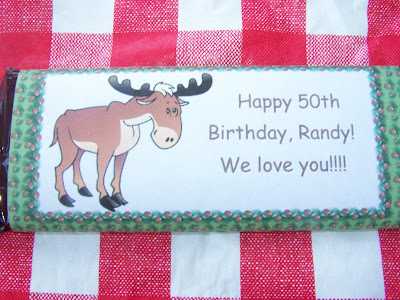 Happy 50th
Birthday, Randy!
We love you!!!!